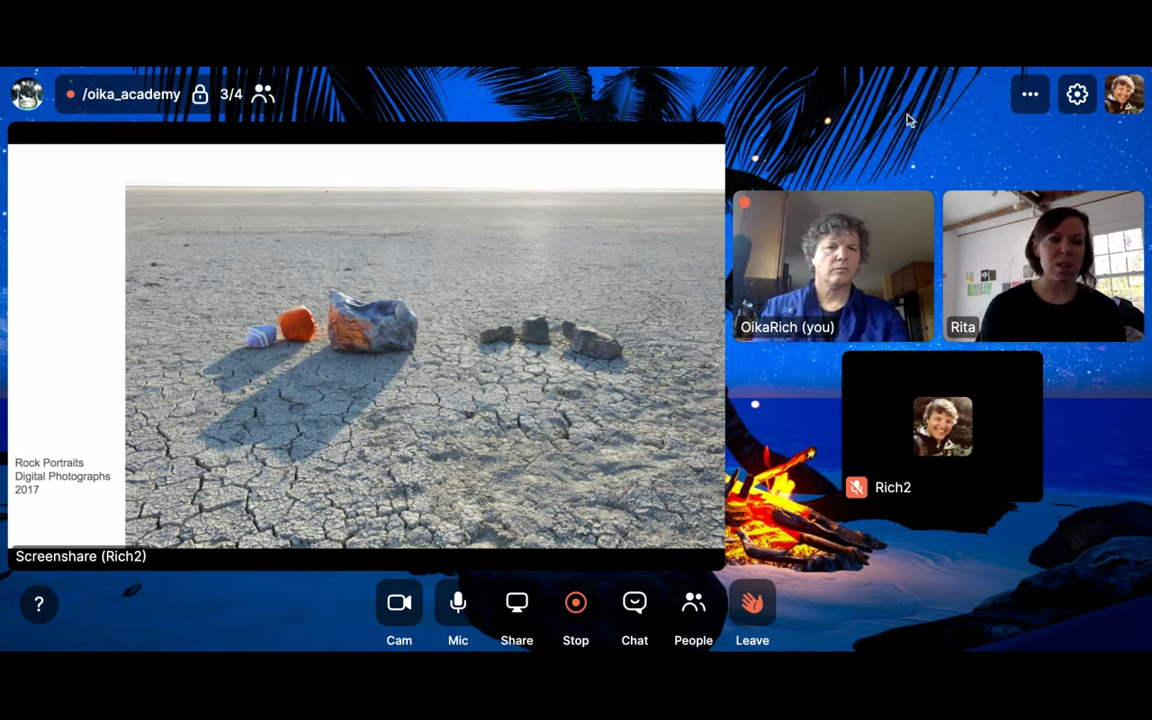 /oika_academy 3/4
OikaRich (you)
Rita
Rich2
Rock Portraits
Digital Photographs
2017
Screenshare (Rich2)
?
Cam
Mic
Share
Stop
Chat
People
Leave